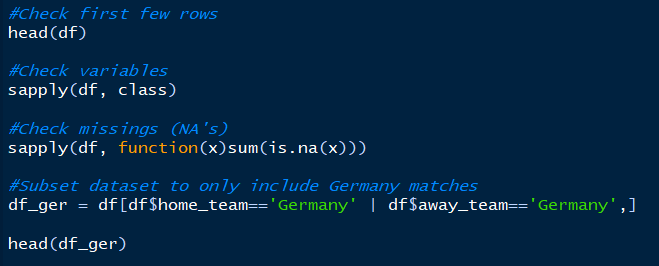 #Check first few rows
head(df)
#Check variables
sapply(df, class)
#Check missings (NA's)
sapply(df, function(x)sum(is.na(x)))
#Subset dataset to only include Germany matches
df_ger = df[df$home_team=='Germany' | df$away_team=='Germany',]
head(df_ger)